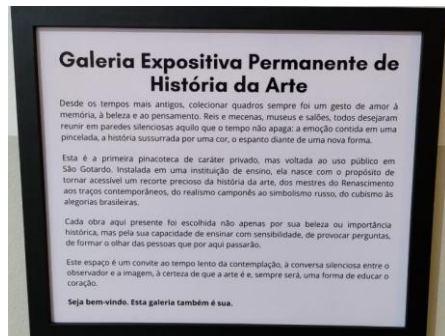 Galeria Expositiva Permanente de
História da Arte
Desde os tempos mais antigos, colecionar quadros sempre foi um gesto de amor à
memória, à beleza e ao pensamento. Reis e mecenas, museus e salões, todos desejaram
reunir em paredes silenciosas aquilo que o tempo não apaga: a emoção contida em uma
pincelada, a história sussurrada por uma cor, o espanto diante de uma nova forma.
Esta é a primeira pinacoteca de caráter privado, mas voltada ao uso público em
São Gotardo. Instalada em uma instituição de ensino, ela nasce com o propósito de
tornar acessível um recorte precioso da história da arte, dos mestres do Renascimento
aos traços contemporâneos, do realismo camponês ao simbolismo russo, do cubismo às
alegorias brasileiras.
Cada obra aqui presente foi escolhida não apenas por sua beleza ou importância
histórica, mas pela sua capacidade de ensinar com sensibilidade, de provocar perguntas,
de formar o olhar das pessoas que por aqui passarão.
Este espaço é um convite ao tempo lento da contemplação, à conversa silenciosa entre o
observador e a imagem, à certeza de que a arte é e, sempre será, uma forma de educar o
coração.
Seja bem-vindo. Esta galeria também é sua.